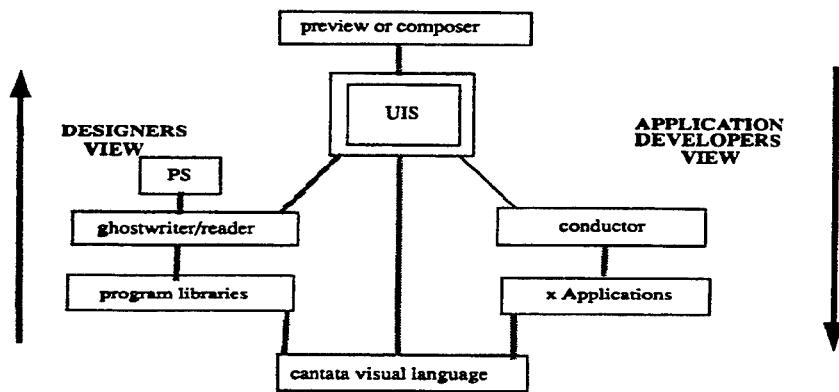 preview or composer
UIS
DESIGNERS
VIEW
APPLICATION
DEVELOPERS
VIEW
PS
ghostwriter/reader
conductor
program libraries
x Applications
cantata visual language